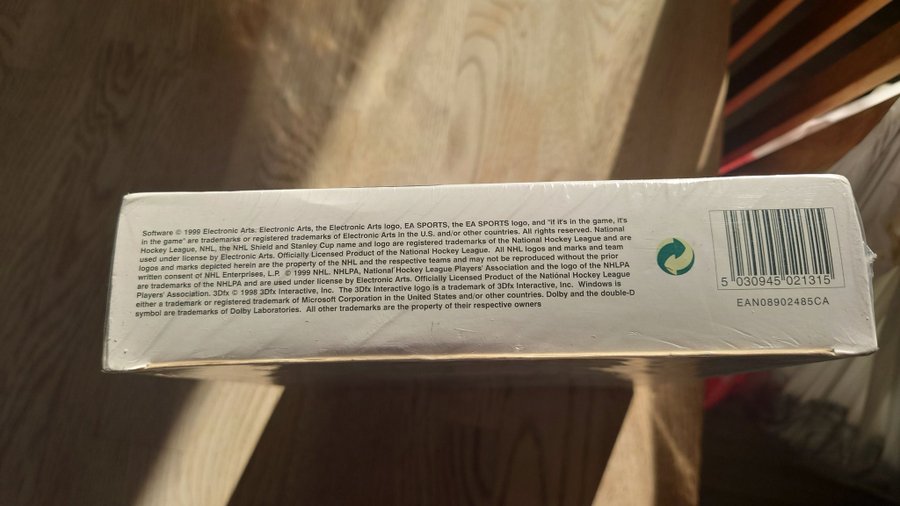 Software © 1999 Electronic Arts. Electronic Arts, the Electronic Arts logo, EA SPORTS, the EA SPORTS logo, and "if it's in the game, it's
in the game" are trademarks or registered trademarks of Electronic Arts in the U.S. and/or other countries. All rights reserved. National
Hockey League, NHL, the NHL Shield and Stanley Cup name and logo are registered trademarks of the National Hockey League and are
used under license by Electronic Arts. Officially Licensed Product of the National Hockey League. All NHL logos and marks and team
logos and marks depicted herein are the property of the NHL and the respective teams and may not be reproduced without the prior
written consent of NHL Enterprises, L.P. © 1999 NHL. NHLPA, National Hockey League Players' Association and the logo of the NHLPA
are trademarks of the NHLPA and are used under license by Electronic Arts. Officially Licensed Product of the National Hockey League
Players' Association. 3Dfx © 1998 3Dfx Interactive, Inc. The 3Dfx Interactive logo is a trademark of 3Dfx Interactive, Inc. Windows is
either a trademark or registered trademark of Microsoft Corporation in the United States and/or other countries. Dolby and the double-D
symbol are trademarks of Dolby Laboratories. All other trademarks are the property of their respective owners
5 030945 021315
EAN08902485CA